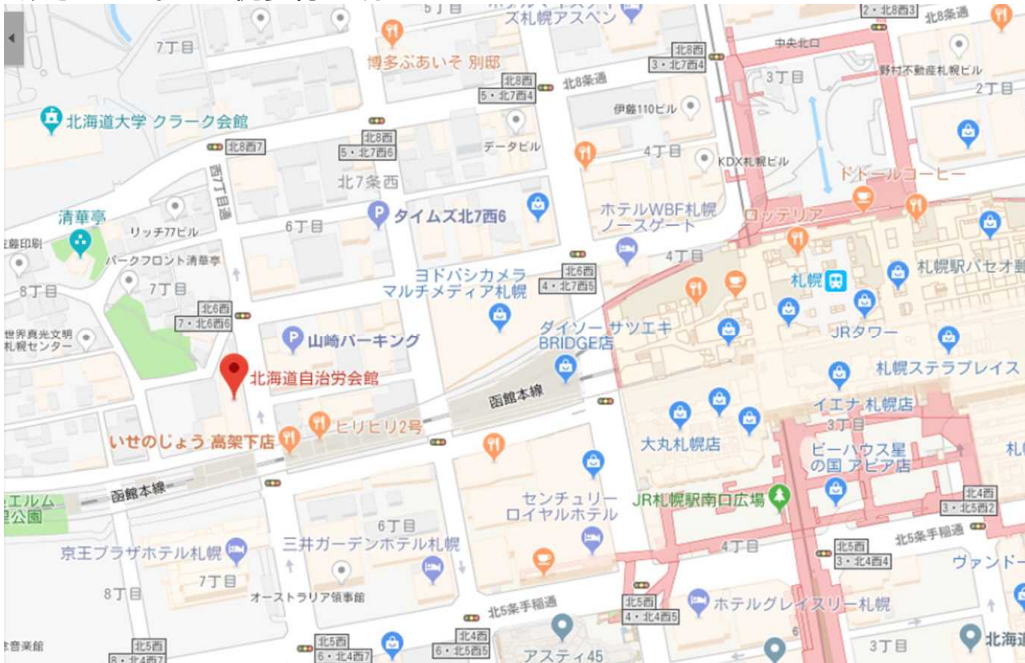 7丁目
5丁目
博多ぶあいそ 別邸
北8西
3・北7西4
2・北8西3
北8条通
中央北口
3丁目
野村不動産札幌ビル
2丁目
北8西
5・北7西4
北8条通
伊藤110ビル
北海道大学 クラーク会館
北8西7
北8西
5・北7西6
データビル
4丁目
KDX札幌ビル
北7条西
西7丁目通
ドトールコーヒー
清華亭
リッチ77ビル
6丁目
タイムズ北7西6
ホテルWBF札幌
ノースゲート
ロッテリア
パークフロント清華亭
4丁目
8丁目
7丁目
ヨドバシカメラ
マルチメディア札幌
北6西
4・北7西5
札幌
札幌駅パセオ郵
北6西
7・北6西6
世界真光文明
札幌センター
山崎パーキング
ダイソー サツエキ
BRIDGE店
JRタワー
北海道自治労会館
函館本線
札幌ステラプレイス
イエナ 札幌店
3丁目
いせのじょう 高架下店
ヒリヒリ2号
大丸札幌店
ビーハウス星
の国 アピア店
函館本線
エルム
公園
センチュリー
ロイヤルホテル
JR札幌駅南口広場
北4西
3・北5西2
6丁目
京王プラザホテル札幌
三井ガーデンホテル札幌
4丁目
北5西
3・北4西4
北5条手稲通
7丁目
8丁目
オーストラリア領事館
ヴァンドー
北5条手稲通
北5西
4・北4西5
ホテルグレイスリー札幌
北5西
8・北4西7
北5西
6・北4西7
北4西
6・北5西5
アスティ45
3丁目
北海道